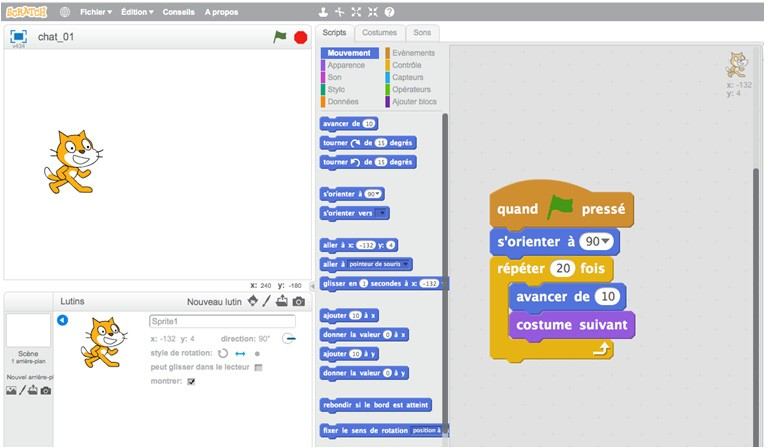 SCRATCH Fichier▼ Édition▼ Conseils A propos
v434 chat_01
x: 240 y: -180
Lutins Nouveau lutin
Scène
1 arrière-plan
Nouvel arrière-plan
Sprite1
Sprite1
x: -132 y: 4 direction: 90°
style de rotation:
peut glisser dans le lecteur
montrer:
Scripts Costumes Sons
Mouvement Evènements
Apparence Contrôle
Son Capteurs
Stylo Opérateurs
Données Ajouter blocs
avancer de 10
tourner de 15 degrés
tourner de 15 degrés
s'orienter à 90▼
s'orienter vers
aller à x: -132 y: 4
aller à pointeur de souris
glisser en 1 secondes à x: -132
ajouter 10 à x
donner la valeur 0 à x
ajouter 10 à y
donner la valeur 0 à y
rebondir si le bord est atteint
fixer le sens de rotation position à
x: -132
y: 4
quand pressé
s'orienter à 90▼
répéter 20 fois
avancer de 10
costume suivant